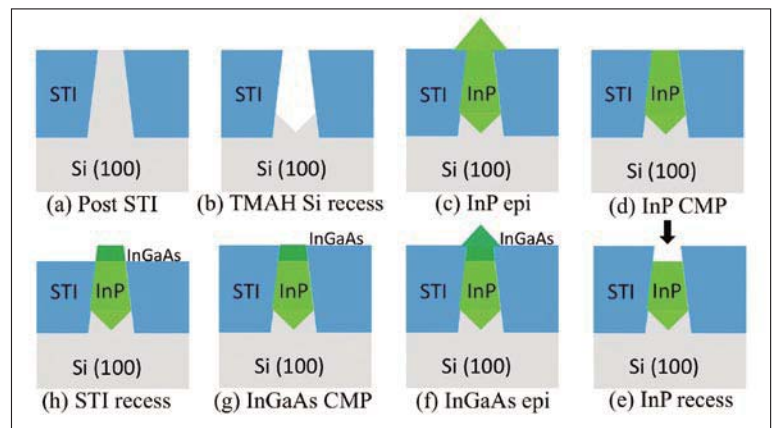 STI
Si (100)
(a) Post STI
STI
Si (100)
(b) TMAH Si recess
STI
InP
Si (100)
(c) InP epi
STI
InP
Si (100)
(d) InP CMP
InGaAs
STI
InP
Si (100)
(h) STI recess
InGaAs
STI
InP
Si (100)
(g) InGaAs CMP
InGaAs
STI
InP
Si (100)
(f) InGaAs epi
STI
InP
Si (100)
(e) InP recess